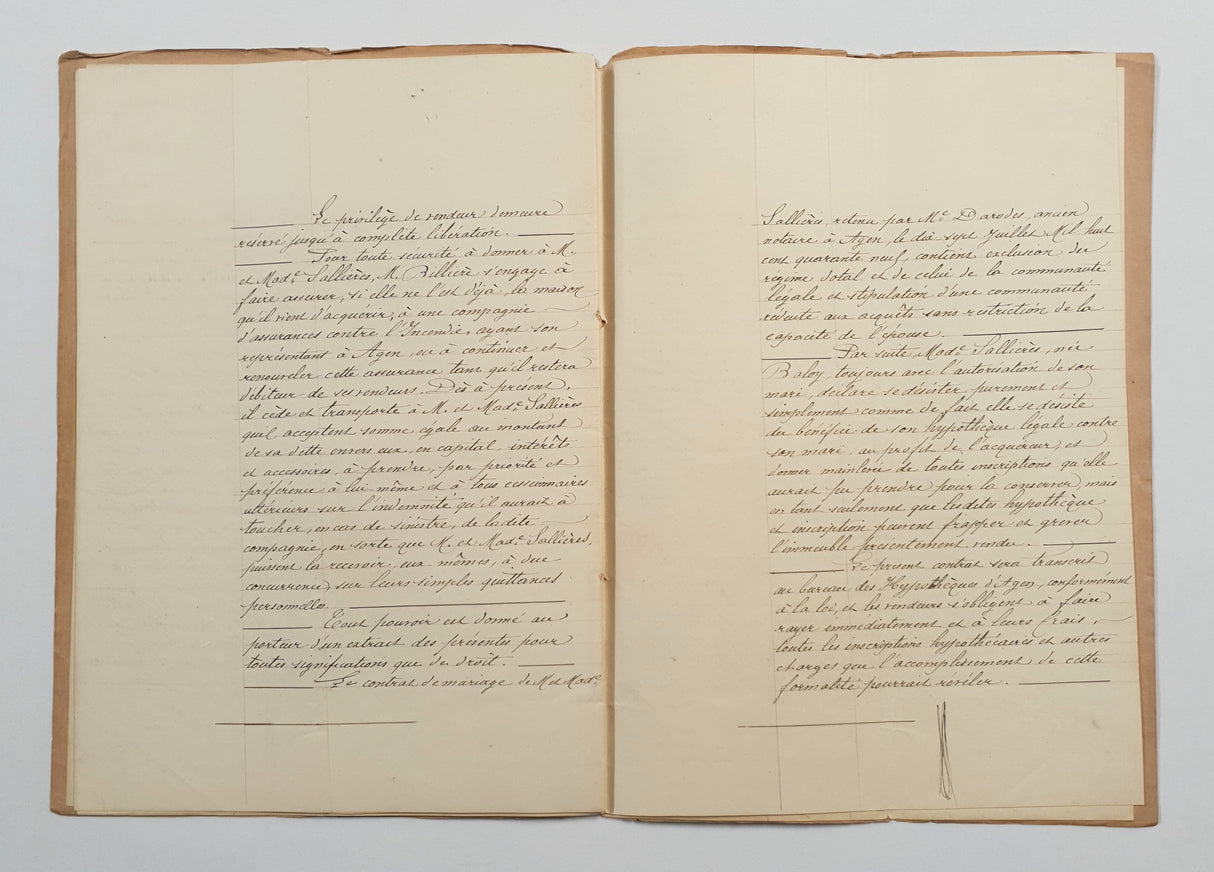 Le privilège de vendeur demeure
réservé jusqu'à complète libération.
Pour toute sécurité à donner à M.
et Mad.e Sallières, M. Billière s'engage à
faire assurer, si elle ne l'est déjà, la maison
qu'il vient d'acquérir, à une compagnie
d'assurances contre l'Incendie, ayant son
représentant à Agen, ou à continuer et
renouveler cette assurance tant qu'il restera
débiteur de ses vendeurs. Dès à présent,
il cède et transporte à M. et Mad.e Sallières
qui l'acceptent somme égale au montant
de sa dette envers eux, en capital, intérêts
et accessoires, à prendre, par priorité et
préférence à lui même et à tous cessionnaires
ultérieurs sur l'indemnité qu'il aurait à
toucher, en cas de sinistre, de la dite
compagnie, en sorte que M. et Mad.e Sallières,
puissent la recevoir, eux mêmes, à due
concurrence, sur leurs simples quittances
personnelles.
Tout pouvoir est donné au
porteur d'un extrait des présentes pour
toutes significations que de droit.
Le contrat de mariage de M et Mad.e
Sallières, retenu par M.e Darodes, ancien
notaire à Agen, le dix sept Juillet Mil huit
cent quarante neuf, contient exclusion du
régime dotal et de celui de la communauté
légale et stipulation d'une communauté
réduite aux acquêts sans restriction de la
capacité de l'épouse.
Par suite, Mad.e Sallières, née
Baloy, toujours avec l'autorisation de son
mari, déclare se désister purement et
simplement comme de fait elle se désiste
du bénéfice de son hypothèque légale contre
son mari, au profit de l'acquéreur, et
donner mainlevée de toutes inscriptions qu'elle
aurait pu prendre pour la conserver, mais
en tant seulement que les dites hypothèque
et inscription peuvent frapper et grever
l'immeuble présentement vendu.
Le présent contrat sera transcrit
au bureau des Hypothèques d'Agen, conformément
à la loi, et les vendeurs s'obligent à faire
rayer immédiatement et à leurs frais,
toutes les inscriptions hypothécaires et autres
charges que l'accomplissement de cette
formalité pourrait révéler.